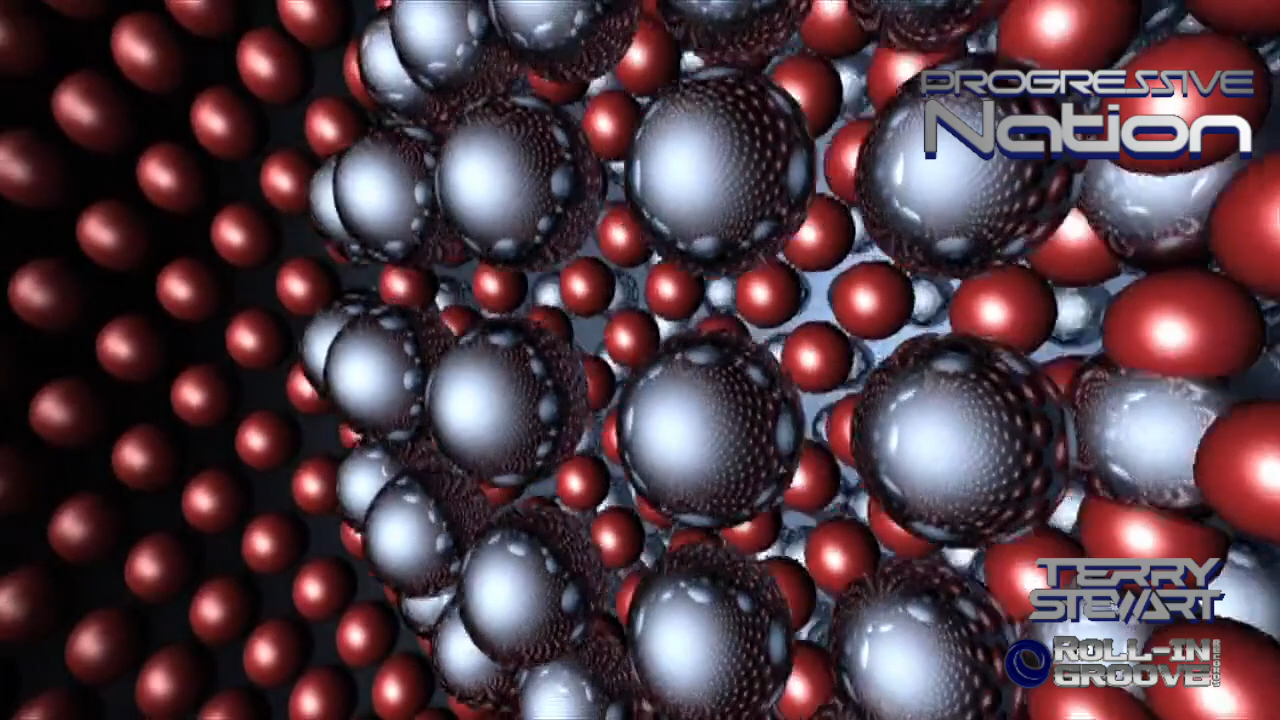 PROGRESSIVE
Nation
TERRY
STEWART
ROLL-IN
GROOVE